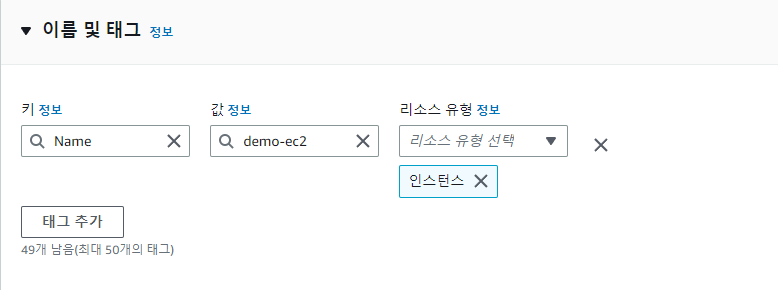 이름 및 태그 정보
키 정보 값 정보 리소스 유형 정보
Name demo-ec2 리소스 유형 선택
인스턴스
태그 추가
49개 남음(최대 50개의 태그)